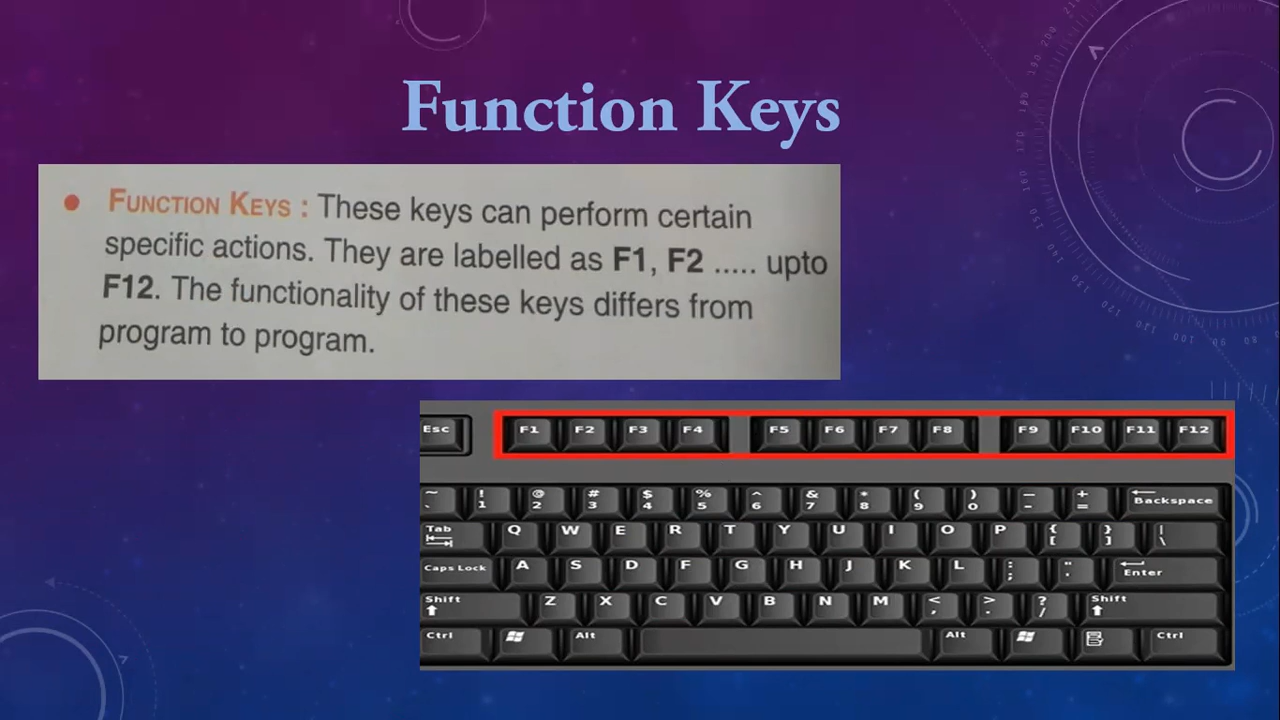 Function Keys
• FUNCTION KEYS : These keys can perform certain
specific actions. They are labelled as F1, F2 ..... upto
F12. The functionality of these keys differs from
program to program.
Esc F1 F2 F3 F4 F5 F6 F7 F8 F9 F10 F11 F12
~ ! @ # $ % ^ & * ( ) _ +
` 1 2 3 4 5 6 7 8 9 0 - = Backspace
Tab Q W E R T Y U I O P { } |
[ ] \
Caps Lock A S D F G H J K L : " Enter
; '
Shift Z X C V B N M < > ? Shift
, . /
Ctrl Alt Alt Ctrl